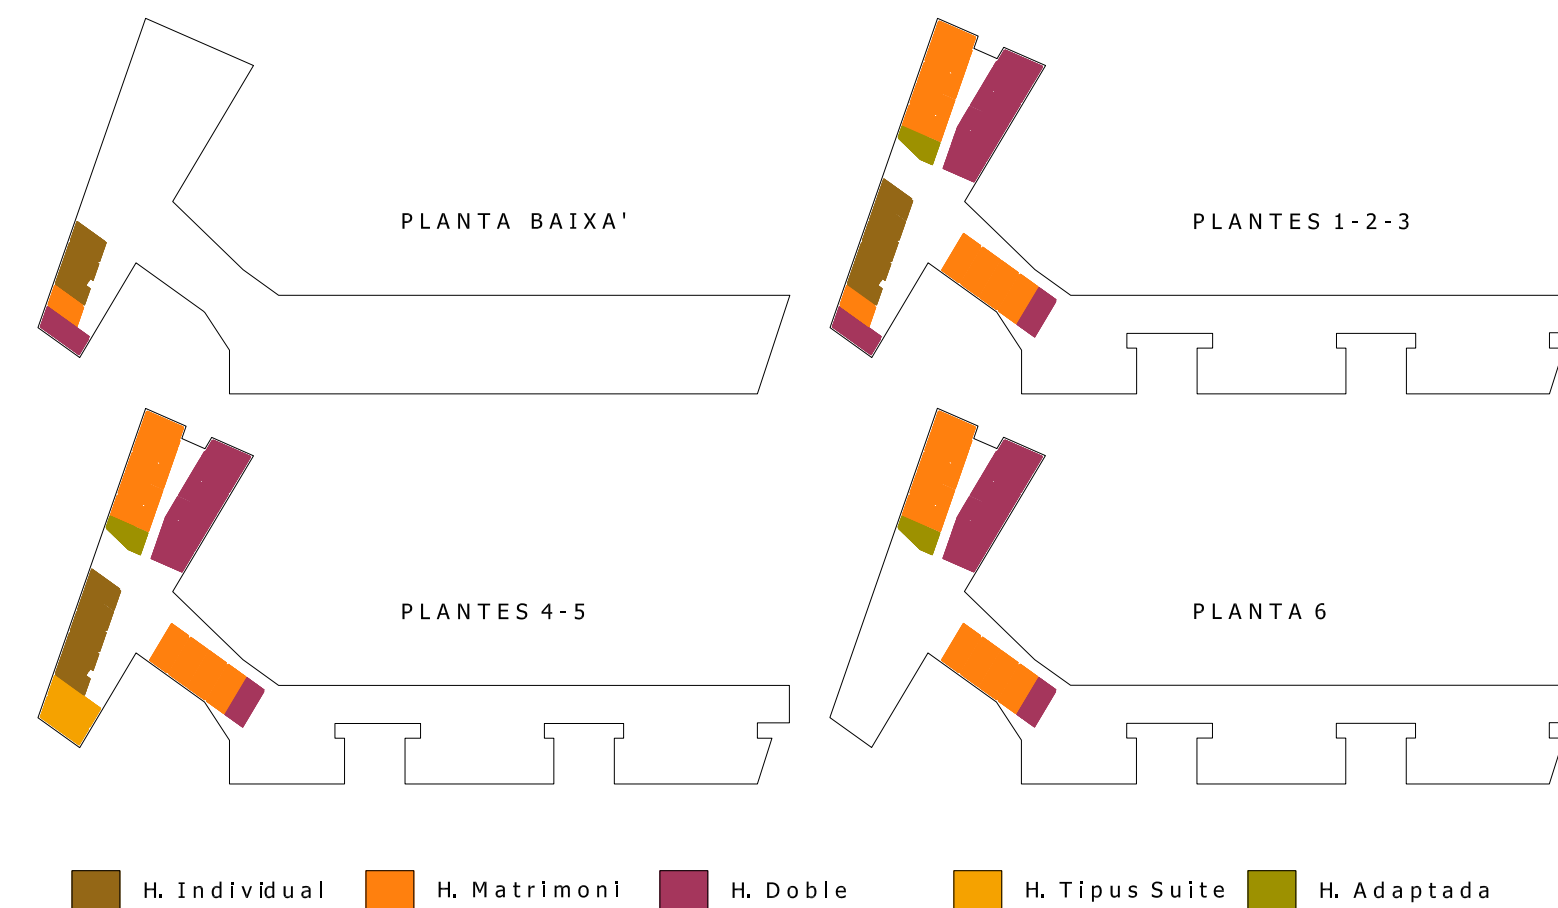 PLANTA BAIXA'
PLANTES 1-2-3
PLANTES 4-5
PLANTA 6
H. Individual
H. Matrimoni
H. Doble
H. Tipus Suite
H. Adaptada